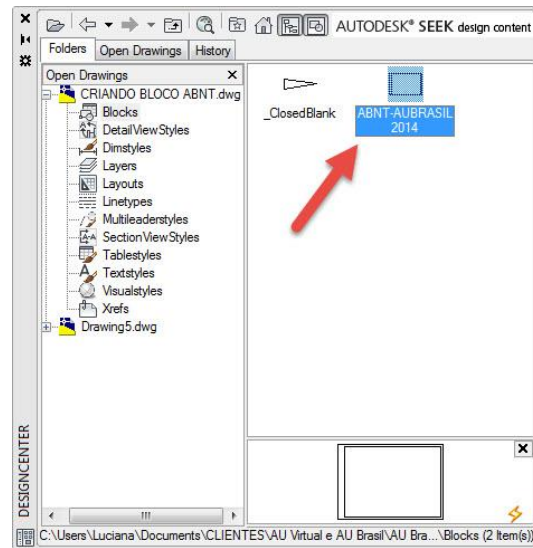 AUTODESK® SEEK design content
Folders
Open Drawings
History
Open Drawings
CRIANDO BLOCO ABNT.dwg
Blocks
DetailViewStyles
Dimstyles
Layers
Layouts
Linetypes
Multileaderstyles
SectionViewStyles
Tablestyles
Textstyles
Visualstyles
Xrefs
Drawing5.dwg
_ClosedBlank
ABNT-AUBRASIL
2014
DESIGNCENTER
C:\Users\Luciana\Documents\CLIENTES\AU Virtual e AU Brasil\AU Bra...\Blocks (2 Item(s))